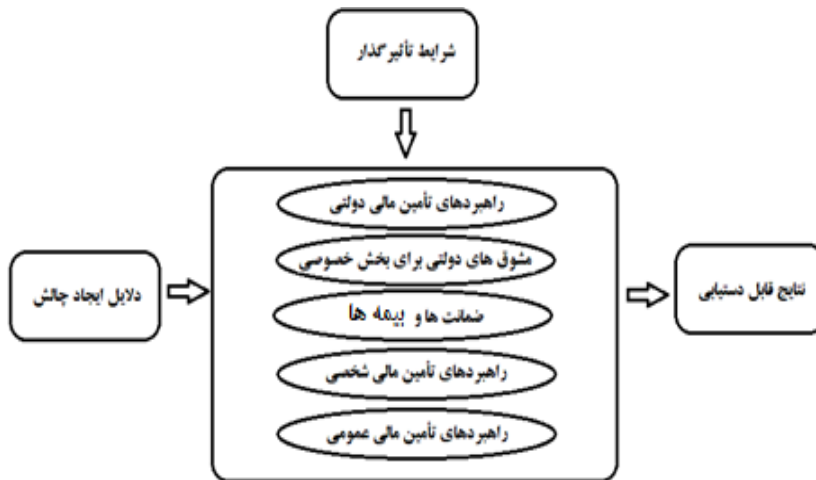 شرایط تأثیرگذار
راهبردهای تأمین مالی دولتی
مشوق های دولتی برای بخش خصوصی
ضمانت ها و بیمه ها
راهبردهای تأمین مالی شخصی
راهبردهای تأمین مالی عمومی
دلایل ایجاد چالش
نتایج قابل دستیابی